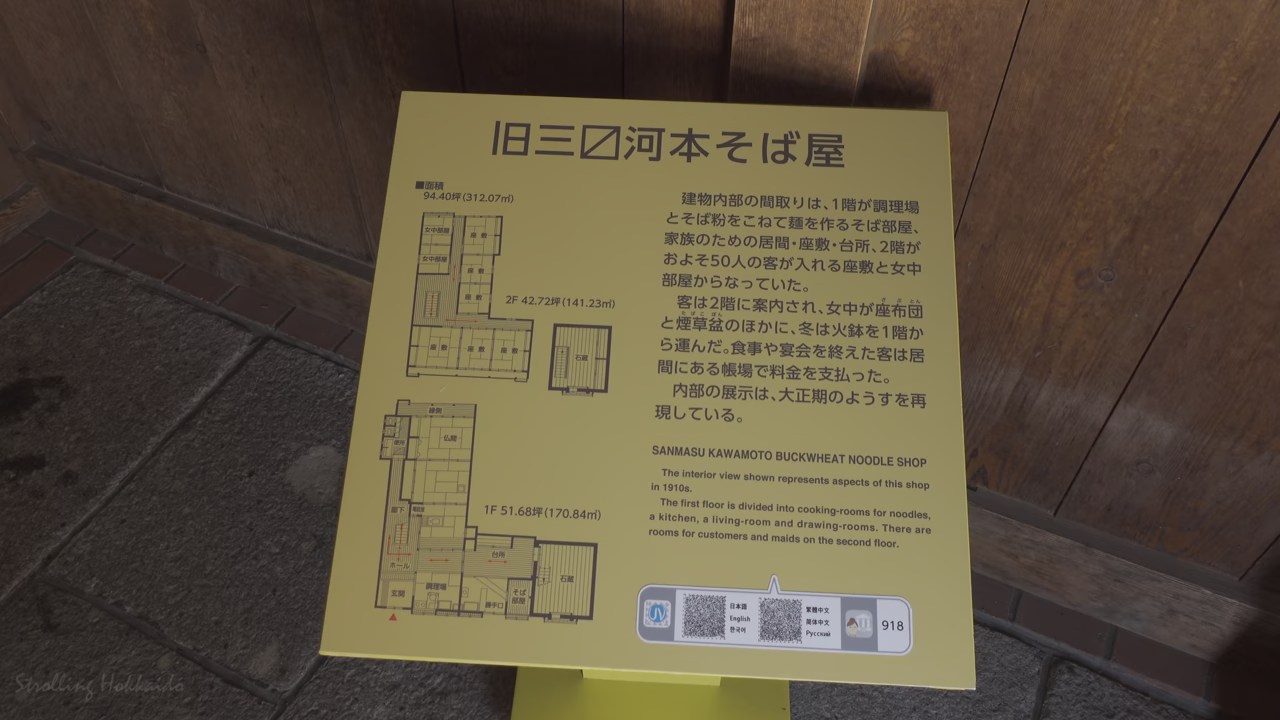 旧三〼河本そば屋
■面積
94.40坪(312.07㎡)
女中部屋
座敷
女中部屋
座敷
座敷
2F 42.72坪(141.23㎡)
座敷
座敷
座敷
石蔵
縁側
仏間
便所
廊下
1F 51.68坪(170.84㎡)
ホール
台所
石蔵
玄関
調理場
勝手口
そば部屋
建物内部の間取りは、1階が調理場
とそば粉をこねて麺を作るそば部屋、
家族のための居間・座敷・台所、2階が
およそ50人の客が入れる座敷と女中
部屋からなっていた。
客は2階に案内され、女中が座布団
と煙草盆のほかに、冬は火鉢を1階か
ら運んだ。食事や宴会を終えた客は居
間にある帳場で料金を支払った。
内部の展示は、大正期のようすを再
現している。
SANMASU KAWAMOTO BUCKWHEAT NOODLE SHOP
The interior view shown represents aspects of this shop
in 1910s.
The first floor is divided into cooking-rooms for noodles,
a kitchen, a living-room and drawing-rooms. There are
rooms for customers and maids on the second floor.
日本語
English
한국어
繁體中文
简体中文
Русский
918
Strolling Hokkaido